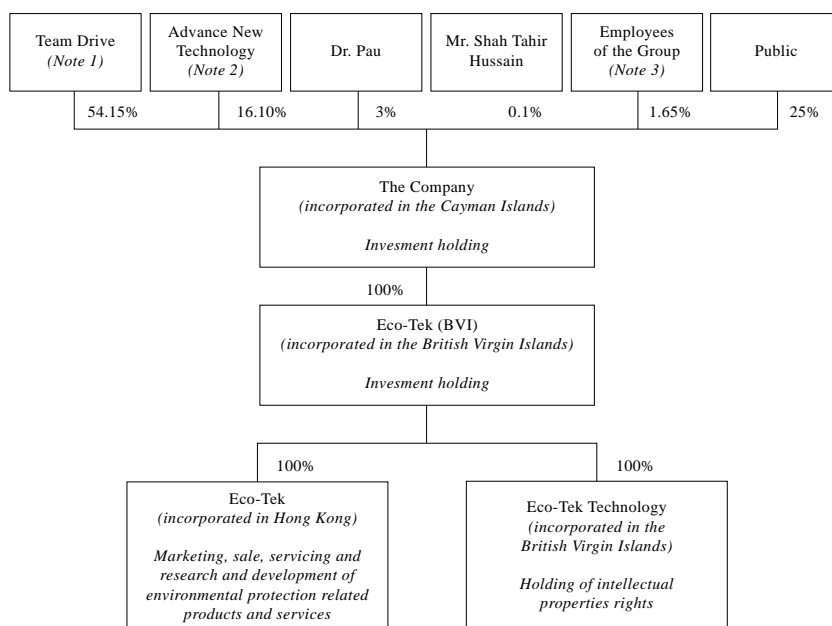 Team Drive
(Note 1)
Advance New
Technology
(Note 2)
Dr. Pau
Mr. Shah Tahir
Hussain
Employees
of the Group
(Note 3)
Public
54.15%
16.10%
3%
0.1%
1.65%
25%
The Company
(incorporated in the Cayman Islands)
Invesment holding
100%
Eco-Tek (BVI)
(incorporated in the British Virgin Islands)
Invesment holding
100%
100%
Eco-Tek
(incorporated in Hong Kong)
Marketing, sale, servicing and
research and development of
environmental protection related
products and services
Eco-Tek Technology
(incorporated in the
British Virgin Islands)
Holding of intellectual
properties rights